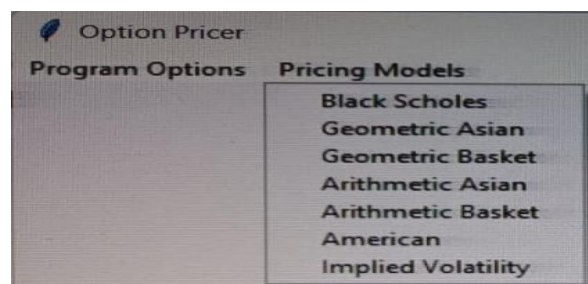 Option Pricer
Program Options Pricing Models
Black Scholes
Geometric Asian
Geometric Basket
Arithmetic Asian
Arithmetic Basket
American
Implied Volatility